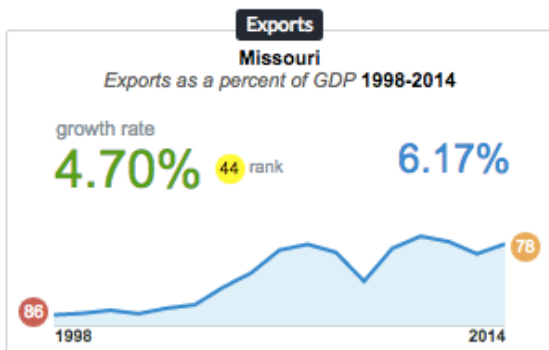 Exports
Missouri
Exports as a percent of GDP 1998-2014
growth rate
4.70% 44 rank 6.17%
78
86
1998 2014